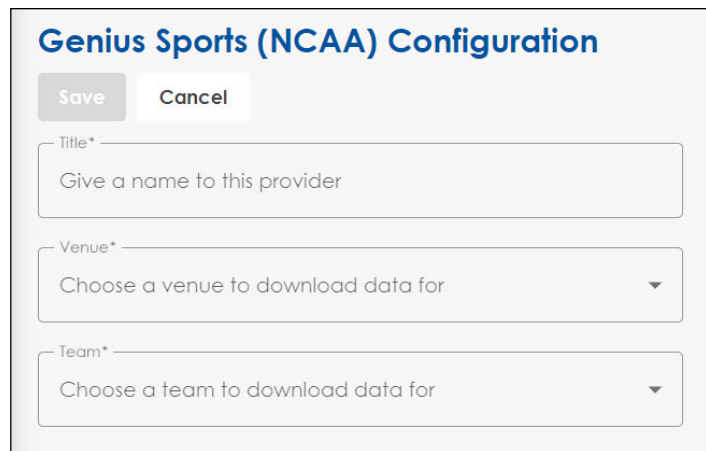 Genius Sports (NCAA) Configuration
Save Cancel
Title*
Give a name to this provider
Venue*
Choose a venue to download data for
Team*
Choose a team to download data for